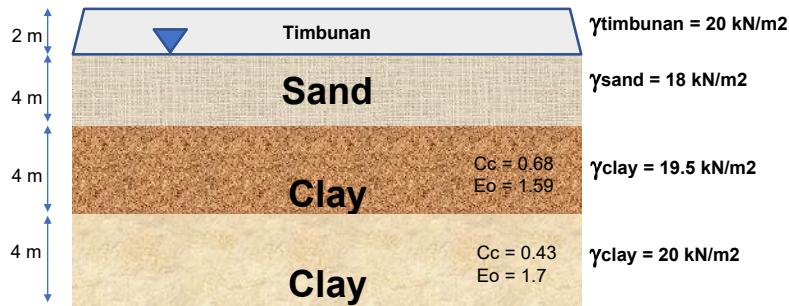 2 m
Timbunan
γtimbunan = 20 kN/m2
4 m
Sand
γsand = 18 kN/m2
4 m
Clay
Cc = 0.68
Eo = 1.59
γclay = 19.5 kN/m2
4 m
Clay
Cc = 0.43
Eo = 1.7
γclay = 20 kN/m2